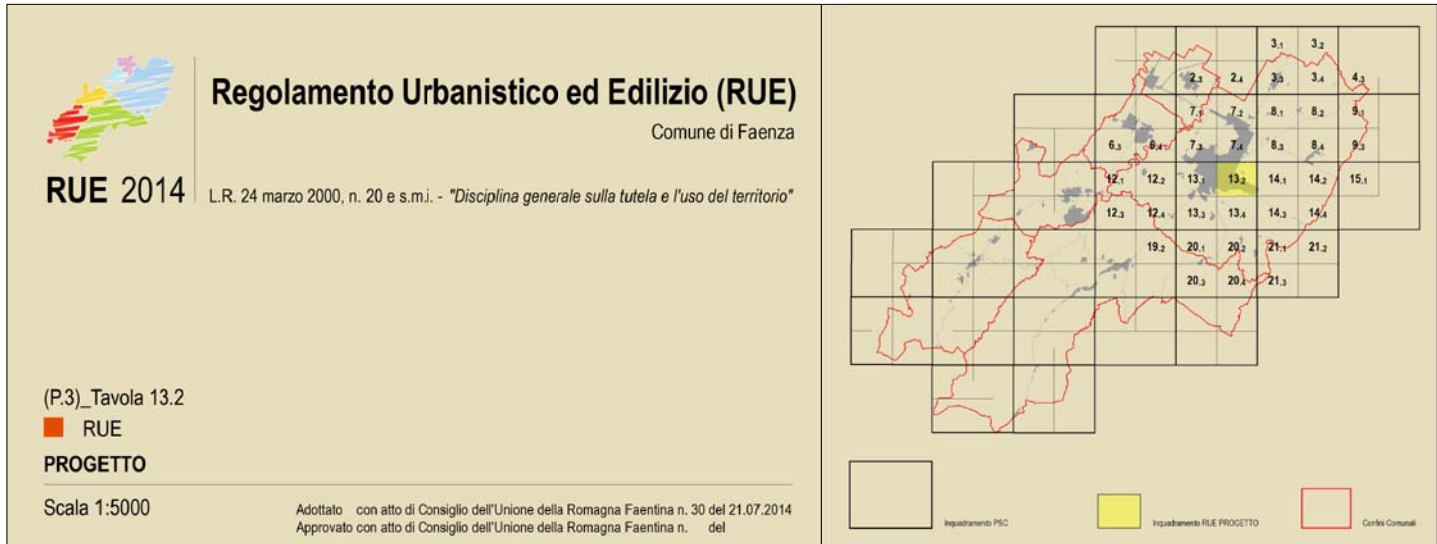 Regolamento Urbanistico ed Edilizio (RUE)
Comune di Faenza
RUE 2014
L.R. 24 marzo 2000, n. 20 e s.m.i. - "Disciplina generale sulla tutela e l'uso del territorio"
(P.3)_Tavola 13.2
RUE
PROGETTO
Scala 1:5000
Adottato con atto di Consiglio dell'Unione della Romagna Faentina n. 30 del 21.07.2014
Approvato con atto di Consiglio dell'Unione della Romagna Faentina n. del
3.1 3.2
2.3 2.4 3.3 3.4 4.3
7.1 7.2 8.1 8.2 9.1
6.3 6.4 7.3 7.4 8.3 8.4 9.3
12.1 12.2 13.1 13.2 14.1 14.2 15.1
12.3 12.4 13.3 13.4 14.3 14.4
19.2 20.1 20.2 21.1 21.2
20.3 20.4 21.3
Inquadramento PSC
Inquadramento RUE PROGETTO
Confini Comunali